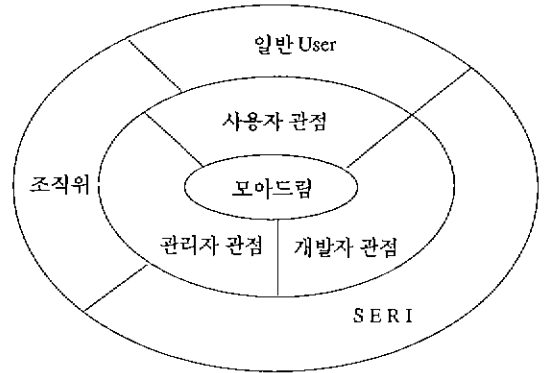 일반 User
사용자 관점
조직위
모아드림
관리자 관점
개발자 관점
SERI